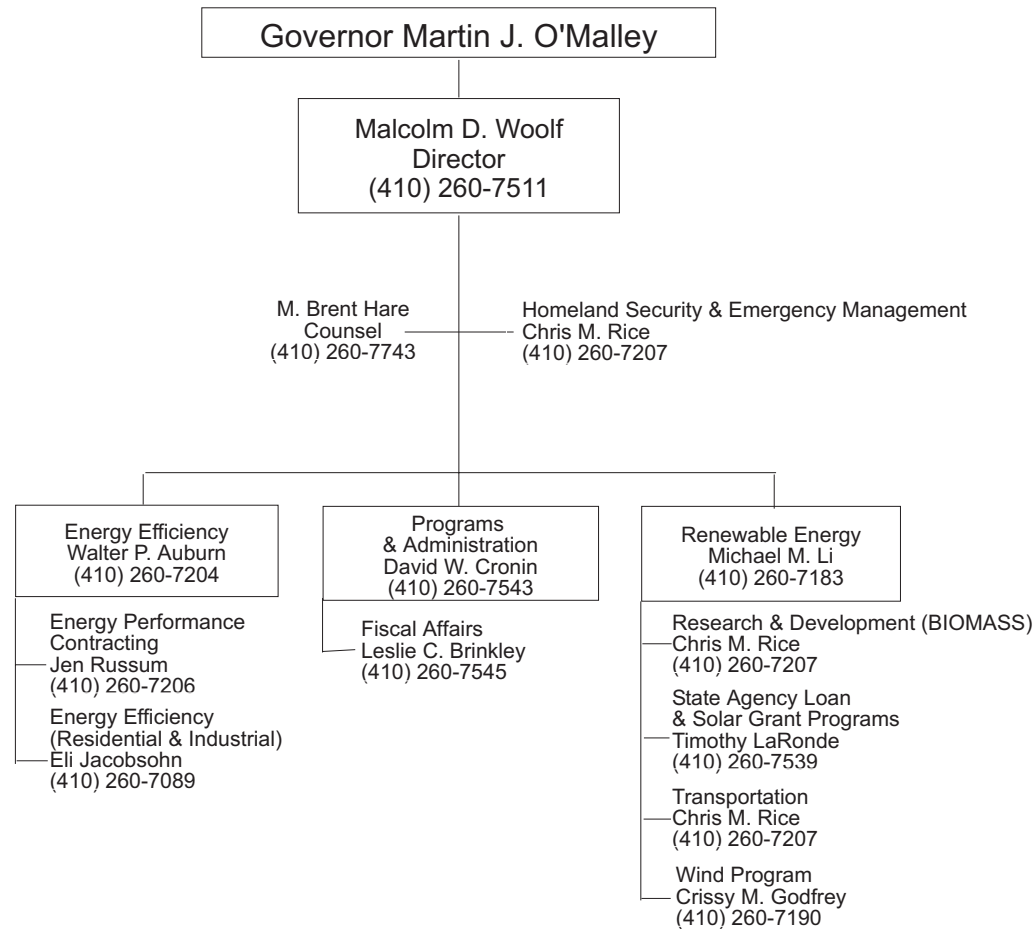 Governor Martin J. O'Malley
Malcolm D. Woolf
Director
(410) 260-7511
M. Brent Hare
Counsel
(410) 260-7743
Homeland Security & Emergency Management
Chris M. Rice
(410) 260-7207
Energy Efficiency
Walter P. Auburn
(410) 260-7204
Energy Performance
Contracting
Jen Russum
(410) 260-7206
Energy Efficiency
(Residential & Industrial)
Eli Jacobsohn
(410) 260-7089
Programs
& Administration
David W. Cronin
(410) 260-7543
Fiscal Affairs
Leslie C. Brinkley
(410) 260-7545
Renewable Energy
Michael M. Li
(410) 260-7183
Research & Development (BIOMASS)
Chris M. Rice
(410) 260-7207
State Agency Loan
& Solar Grant Programs
Timothy LaRonde
(410) 260-7539
Transportation
Chris M. Rice
(410) 260-7207
Wind Program
Crissy M. Godfrey
(410) 260-7190